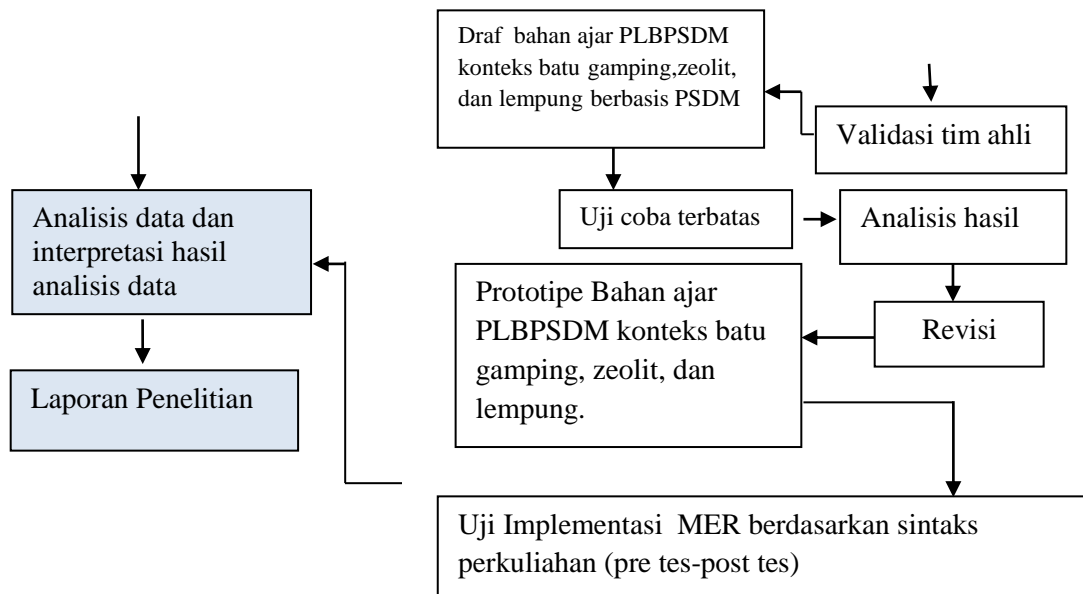 Draf bahan ajar PLBPSDM
konteks batu gamping,zeolit,
dan lempung berbasis PSDM
Validasi tim ahli
Uji coba terbatas
Analisis hasil
Analisis data dan
interpretasi hasil
analisis data
Prototipe Bahan ajar
PLBPSDM konteks batu
gamping, zeolit, dan
lempung.
Revisi
Laporan Penelitian
Uji Implementasi MER berdasarkan sintaks
perkuliahan (pre tes-post tes)